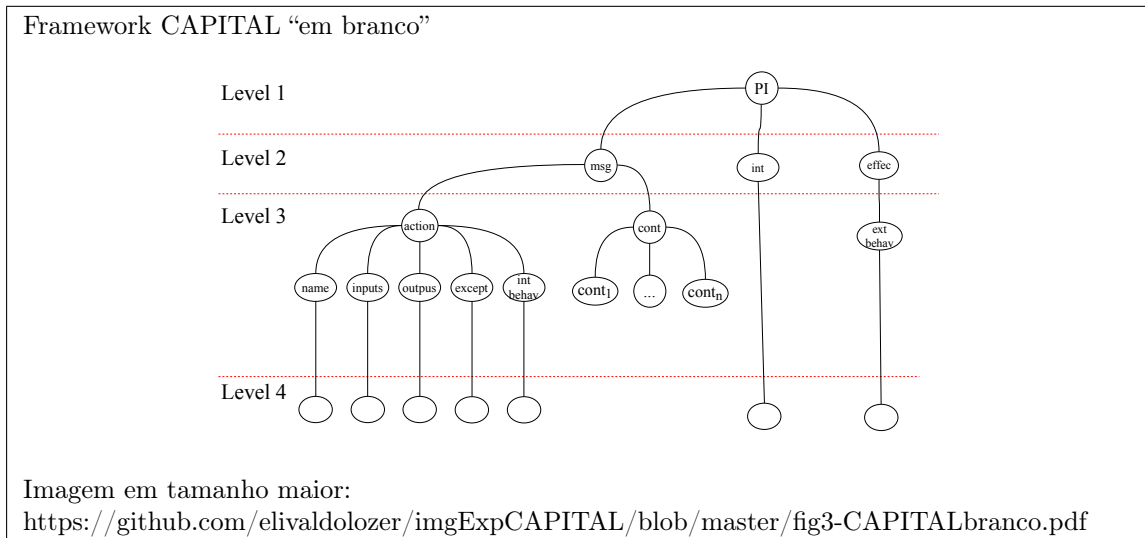 Framework CAPITAL “em branco”
Level 1
PI
Level 2
msg
int
effec
Level 3
action
cont
ext
behav
name
inputs
outpus
except
int
behav
cont1
...
contn
Level 4
Imagem em tamanho maior:
https://github.com/elivaldolozer/imgExpCAPITAL/blob/master/fig3-CAPITALbranco.pdf